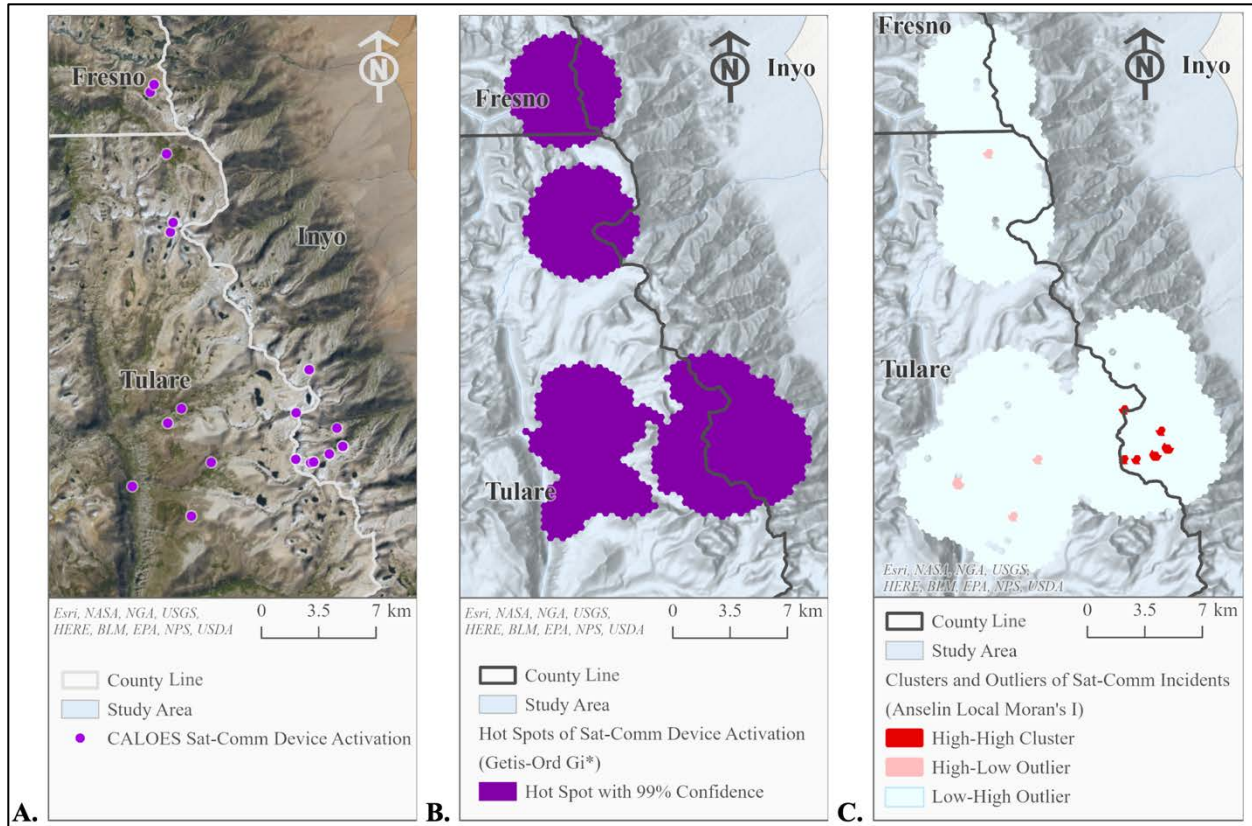 Fresno
N
Inyo
Tulare
Esri, NASA, NGA, USGS,
HERE, BLM, EPA, NPS, USDA
0 3.5 7 km
County Line
Study Area
CALOES Sat-Comm Device Activation
A.
N
Inyo
Fresno
Tulare
Esri, NASA, NGA, USGS,
HERE, BLM, EPA, NPS, USDA
0 3.5 7 km
County Line
Study Area
Hot Spots of Sat-Comm Device Activation
(Getis-Ord Gi*)
Hot Spot with 99% Confidence
B.
Fresno
N
Inyo
Tulare
Esri, NASA, NGA, USGS,
HERE, BLM, EPA, NPS, USDA
0 3.5 7 km
County Line
Study Area
Clusters and Outliers of Sat-Comm Incidents
(Anselin Local Moran's I)
High-High Cluster
High-Low Outlier
Low-High Outlier
C.